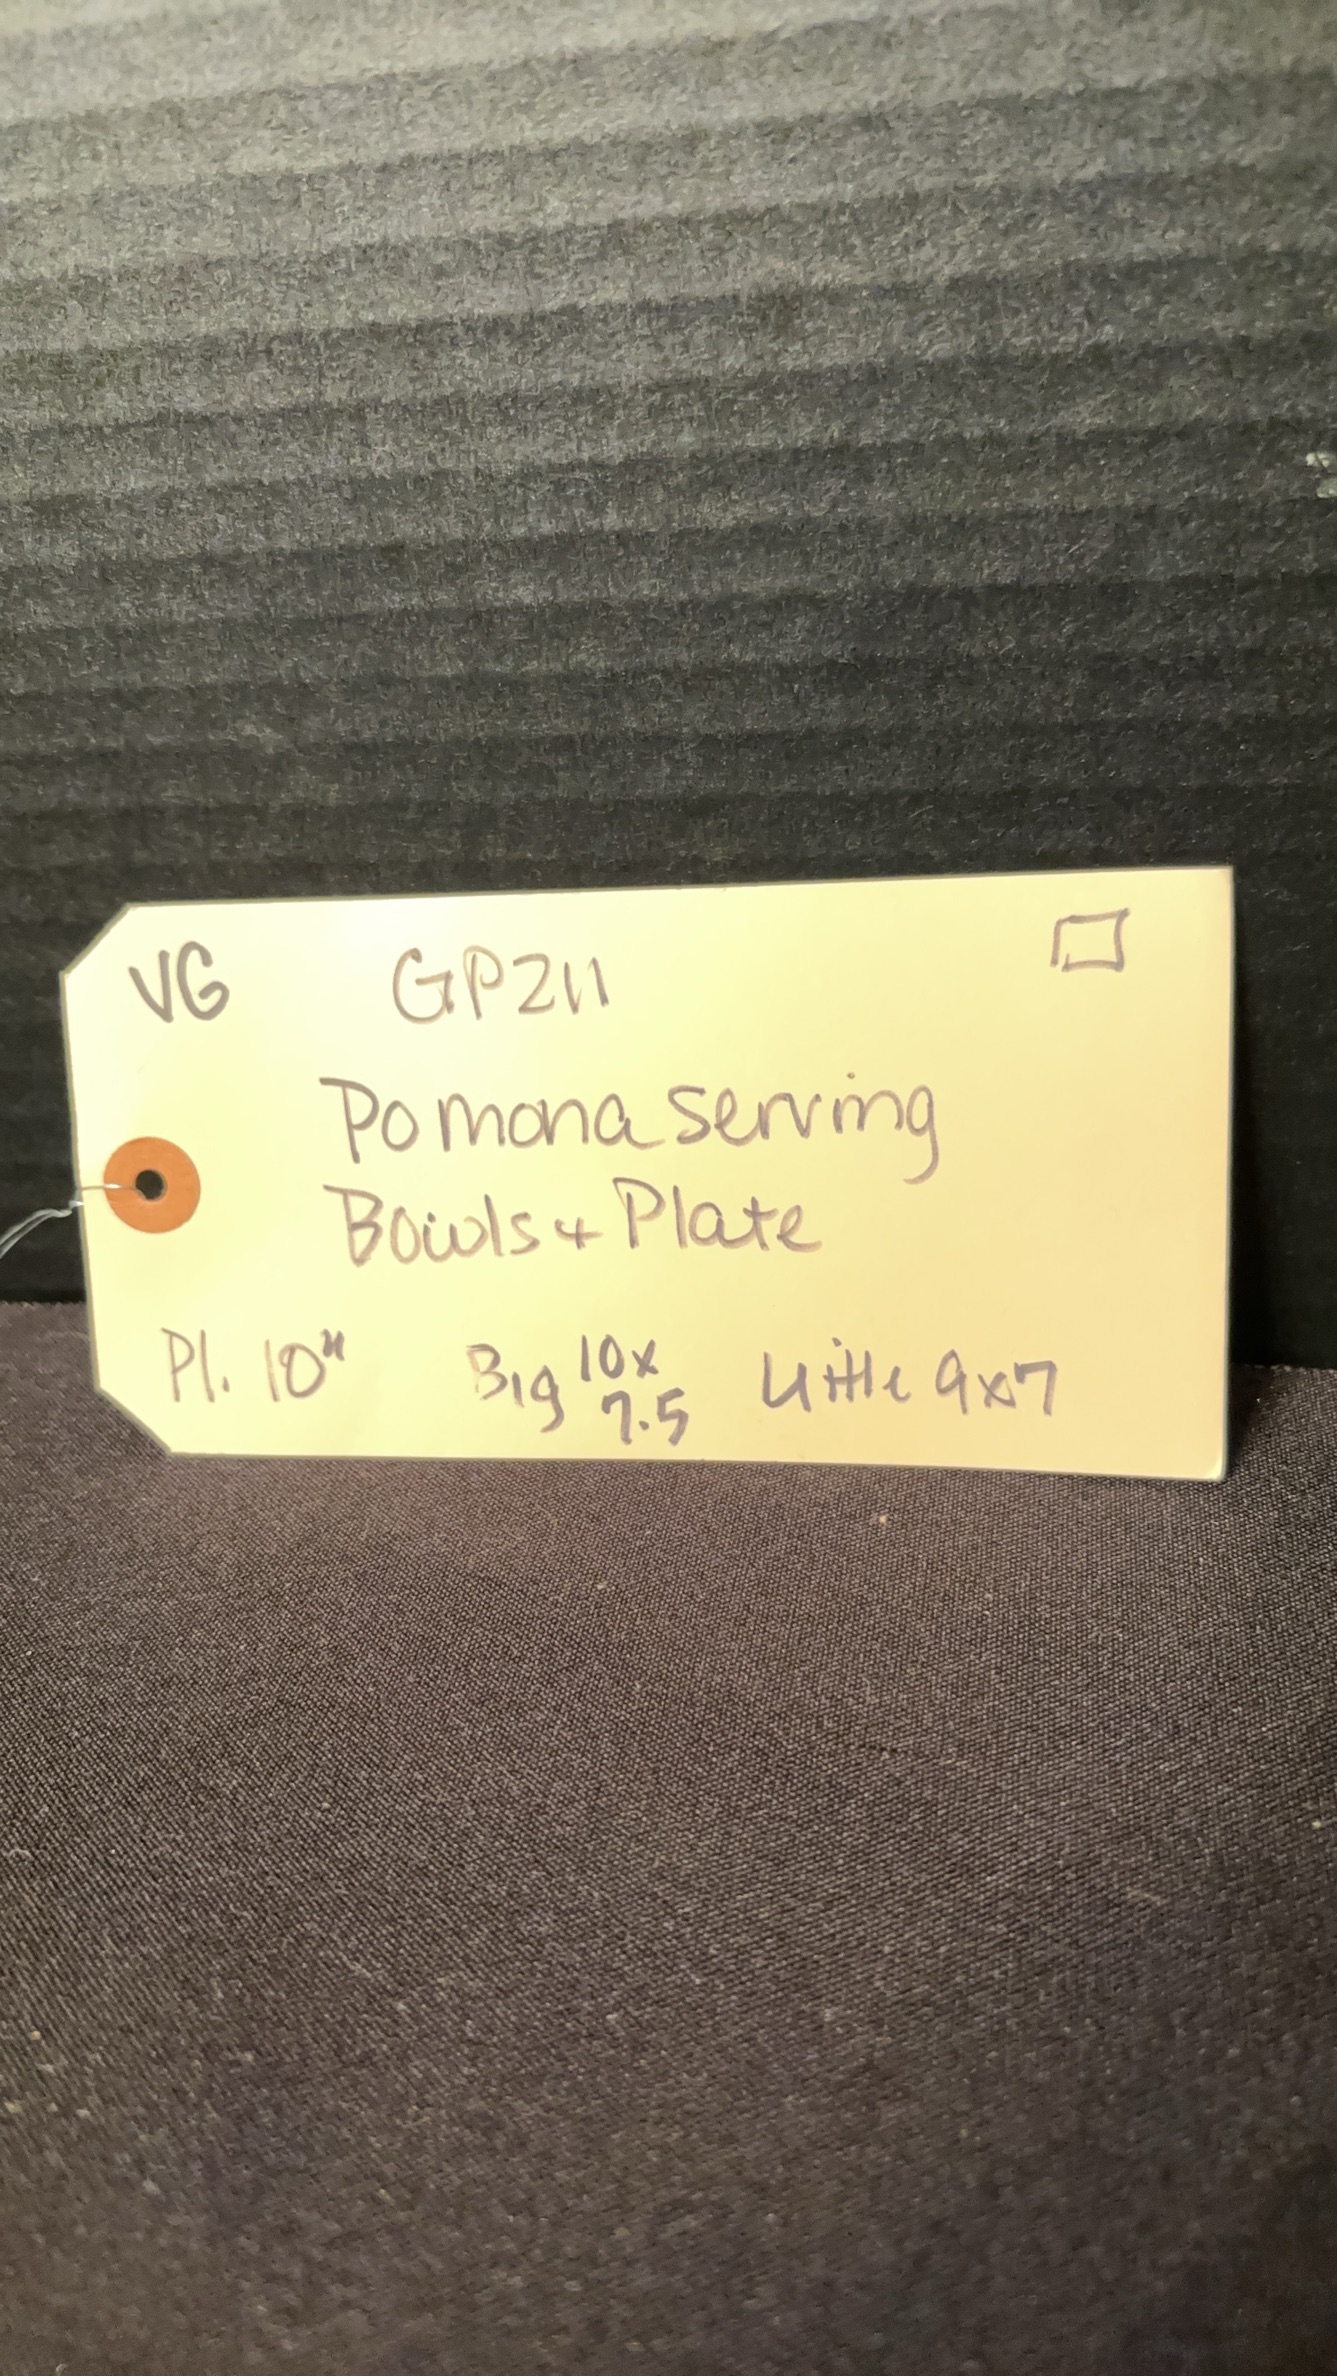 VG GP211
Pomona serving
Bowls + Plate
Pl. 10" Big 10x
7.5 Little 9x7